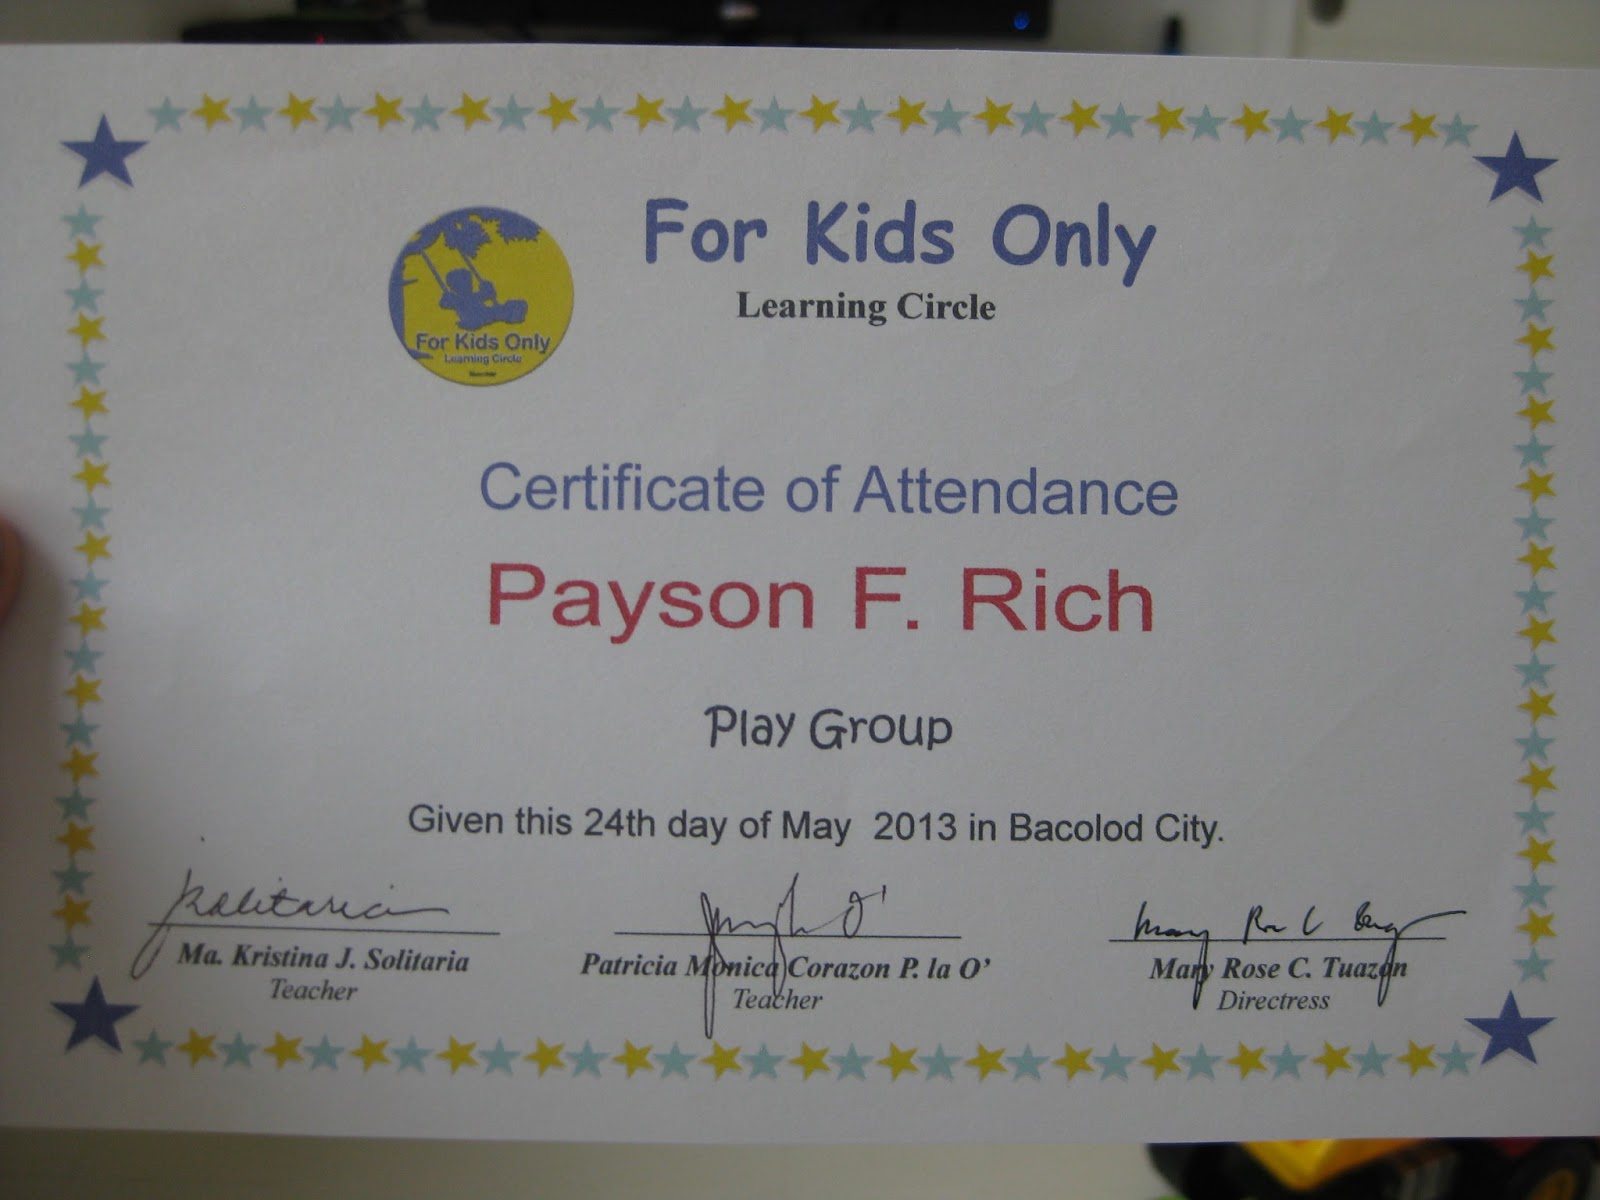 For Kids Only
Learning Circle
For Kids Only
Learning Circle
Certificate of Attendance
Payson F. Rich
Play Group
Given this 24th day of May 2013 in Bacolod City.
Ma. Kristina J. Solitaria
Teacher
Patricia Monica Corazon P. la O'
Teacher
Mary Rose C. Tuazon
Directress